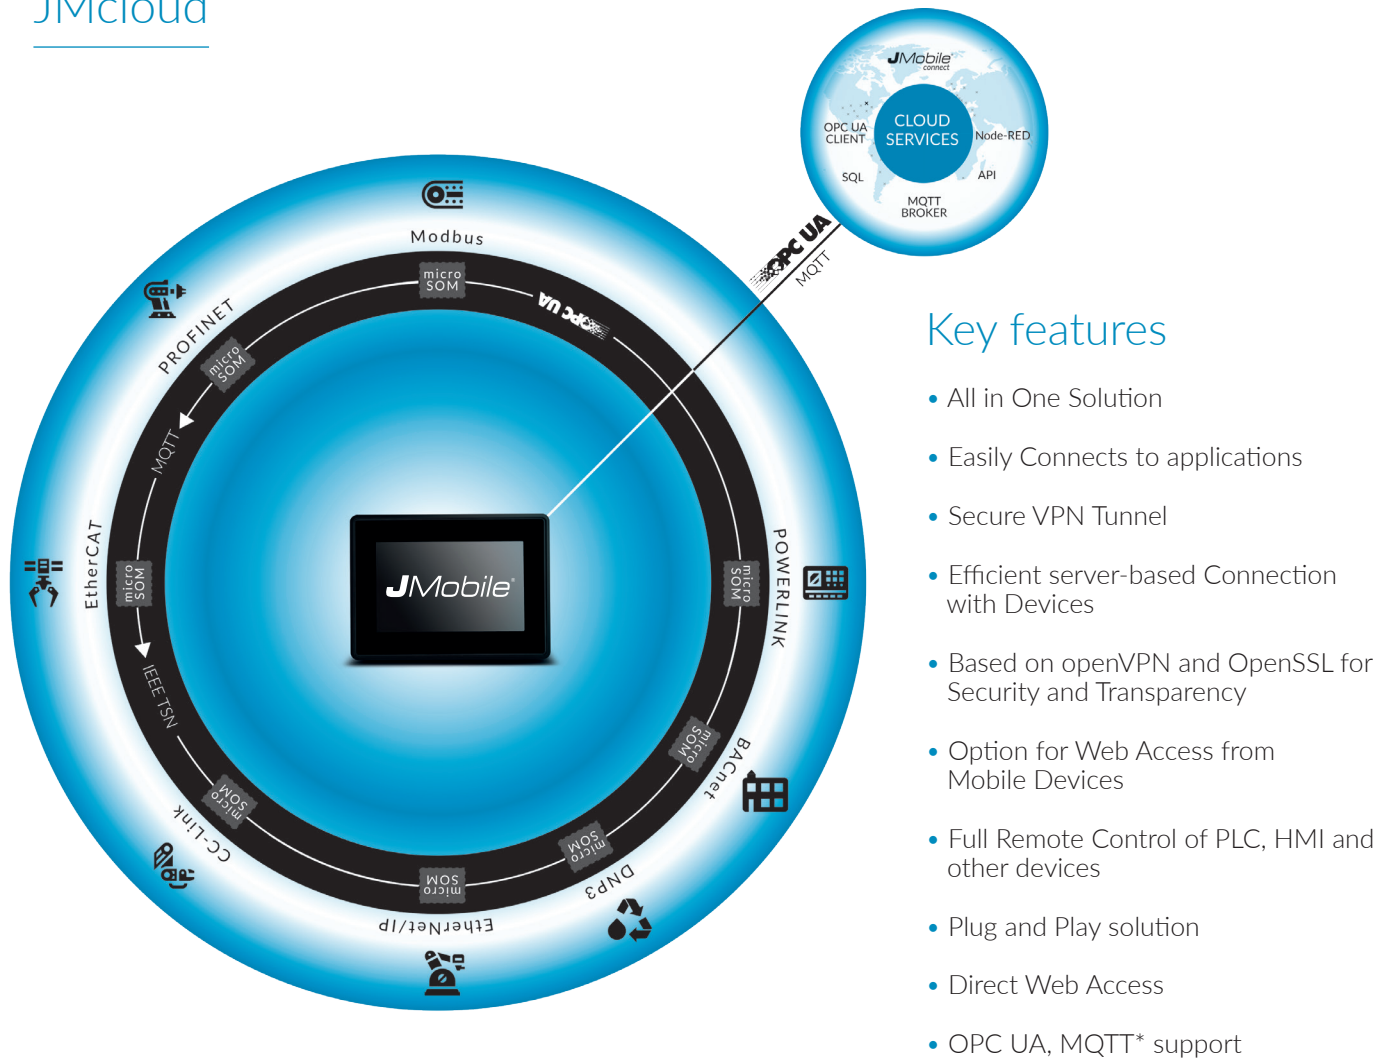 JMcloud
JMobile
connect
OPC UA
CLIENT
CLOUD
SERVICES
Node-RED
SQL
API
MQTT
BROKER
OPC UA
MQTT
Modbus
micro
SOM
OPC UA
PROFINET
micro
SOM
MQTT
EtherCAT
micro
SOM
IEEE TSN
CC-Link
micro
SOM
EtherNet/IP
micro
SOM
DNP3
micro
SOM
BACnet
micro
SOM
POWERLINK
micro
SOM
JMobile
Key features
• All in One Solution
• Easily Connects to applications
• Secure VPN Tunnel
• Efficient server-based Connection
with Devices
• Based on openVPN and OpenSSL for
Security and Transparency
• Option for Web Access from
Mobile Devices
• Full Remote Control of PLC, HMI and
other devices
• Plug and Play solution
• Direct Web Access
• OPC UA, MQTT* support